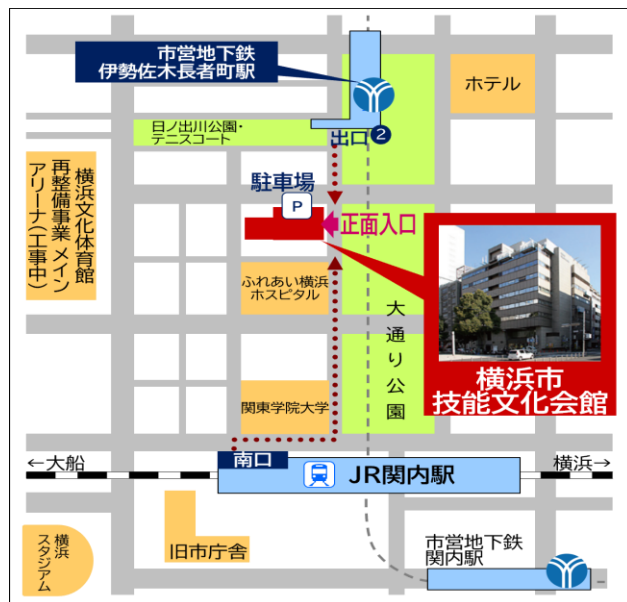 市営地下鉄
伊勢佐木長者町駅
ホテル
日ノ出川公園・
テニスコート
出口❷
駐車場
P
正面入口
横浜文化体育館
再整備事業 メイン
アリーナ(工事中)
ふれあい横浜
ホスピタル
大通り公園
横浜市
技能文化会館
関東学院大学
←大船
南口
JR関内駅
横浜→
旧市庁舎
横浜
スタジアム
市営地下鉄
関内駅